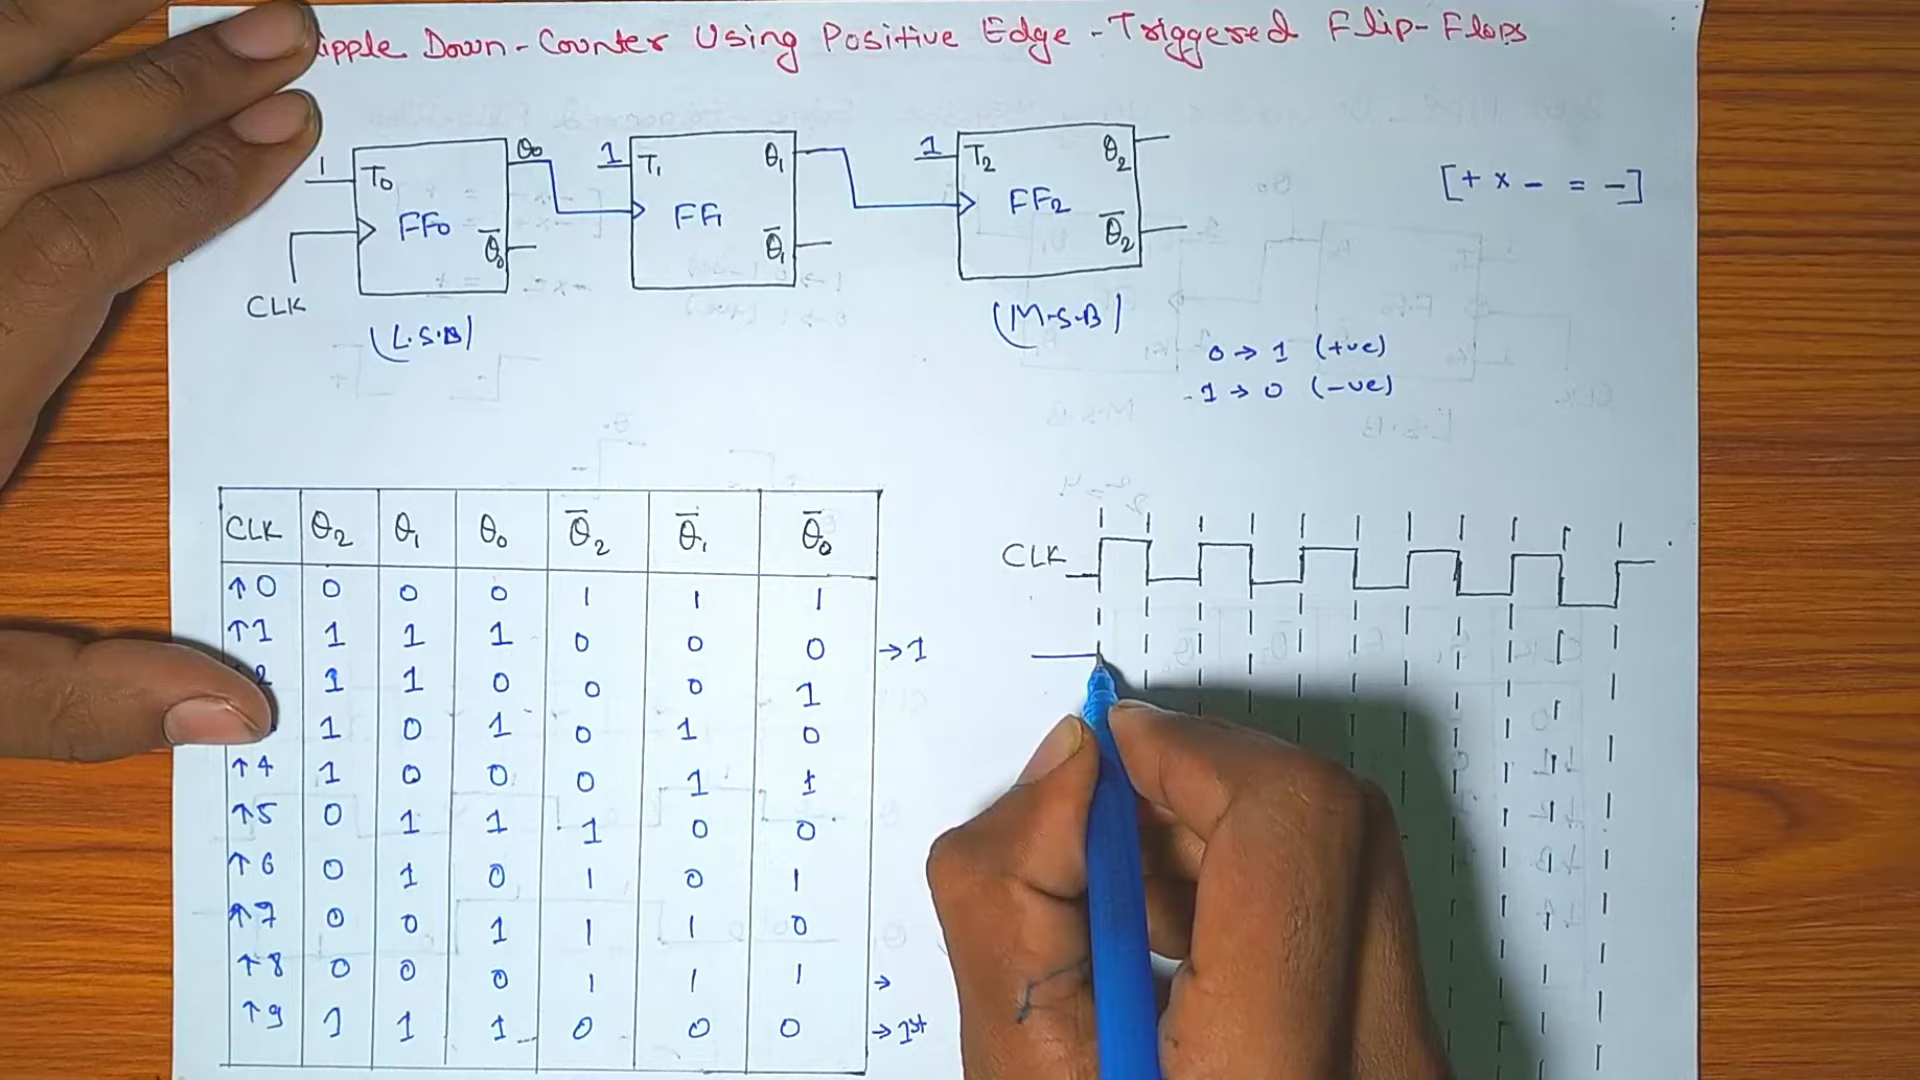 ipple Down-Counter Using Positive Edge-Triggered Flip-Flops
1 T₀ Q₀ FF₀ Q̅₀
1 T₁ Q₁ FF₁ Q̅₁
1 T₂ Q₂ FF₂ Q̅₂
[+ x - = -]
CLK
(L.S.B)
(M.S.B)
0 → 1 (+ve)
1 → 0 (-ve)
CLK Q₂ Q₁ Q₀ Q̅₂ Q̅₁ Q̅₀
↑0 0 0 0 1 1 1
↑1 1 1 1 0 0 0 →1
2 1 1 0 0 0 1
1 0 1 0 1 0
↑4 1 0 0 0 1 1
↑5 0 1 1 1 0 0
↑6 0 1 0 1 0 1
↑7 0 0 1 1 1 0
↑8 0 0 0 1 1 1 →
↑9 1 1 1 0 0 0 →1st
CLK